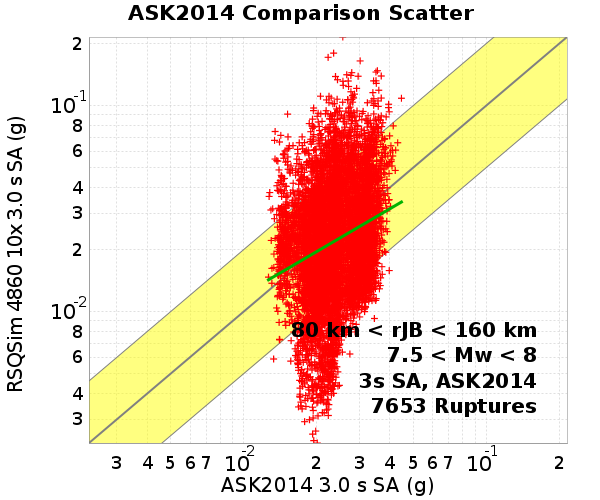 ASK2014 Comparison Scatter
RSQSim 4860 10x 3.0 s SA (g)
2
10-1
8
6
4
3
2
10-2
8
6
4
3
80 km < rJB < 160 km
7.5 < Mw < 8
3s SA, ASK2014
7653 Ruptures
3 4 5 6 7 10-2 2 3 4 5 6 7 10-1 2
ASK2014 3.0 s SA (g)